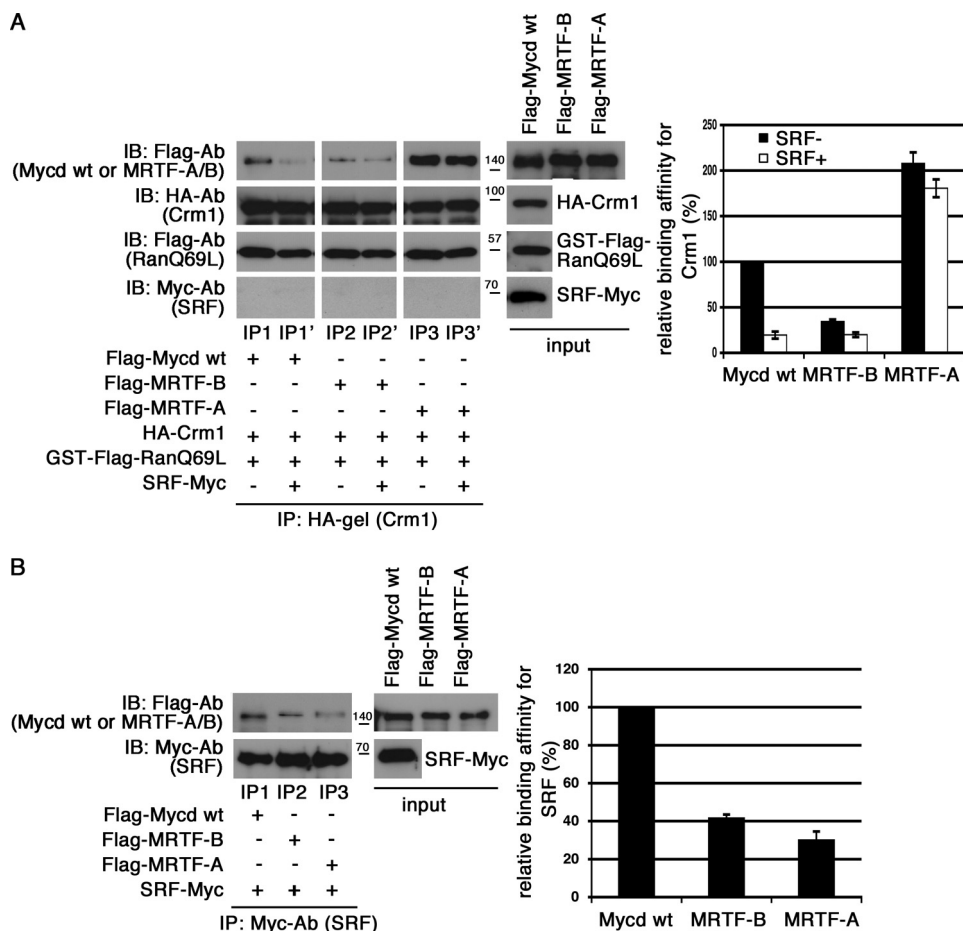 A
Flag-Mycd wt
Flag-MRTF-B
Flag-MRTF-A
IB: Flag-Ab
(Mycd wt or MRTF-A/B)
140
IB: HA-Ab
(Crm1)
100
HA-Crm1
IB: Flag-Ab
(RanQ69L)
57
GST-Flag-
RanQ69L
IB: Myc-Ab
(SRF)
70
SRF-Myc
IP1 IP1' IP2 IP2' IP3 IP3'
input
Flag-Mycd wt + + - - - -
Flag-MRTF-B - - + + - -
Flag-MRTF-A - - - - + +
HA-Crm1 + + + + + +
GST-Flag-RanQ69L + + + + + +
SRF-Myc - + - + - +
IP: HA-gel (Crm1)
relative binding affinity for
Crm1 (%)
250
200
150
100
50
0
SRF-
SRF+
Mycd wt MRTF-B MRTF-A
B
Flag-Mycd wt
Flag-MRTF-B
Flag-MRTF-A
IB: Flag-Ab
(Mycd wt or MRTF-A/B)
140
IB: Myc-Ab
(SRF)
70
SRF-Myc
IP1 IP2 IP3
input
Flag-Mycd wt + - -
Flag-MRTF-B - + -
Flag-MRTF-A - - +
SRF-Myc + + +
IP: Myc-Ab (SRF)
relative binding affinity for
SRF (%)
120
100
80
60
40
20
0
Mycd wt MRTF-B MRTF-A